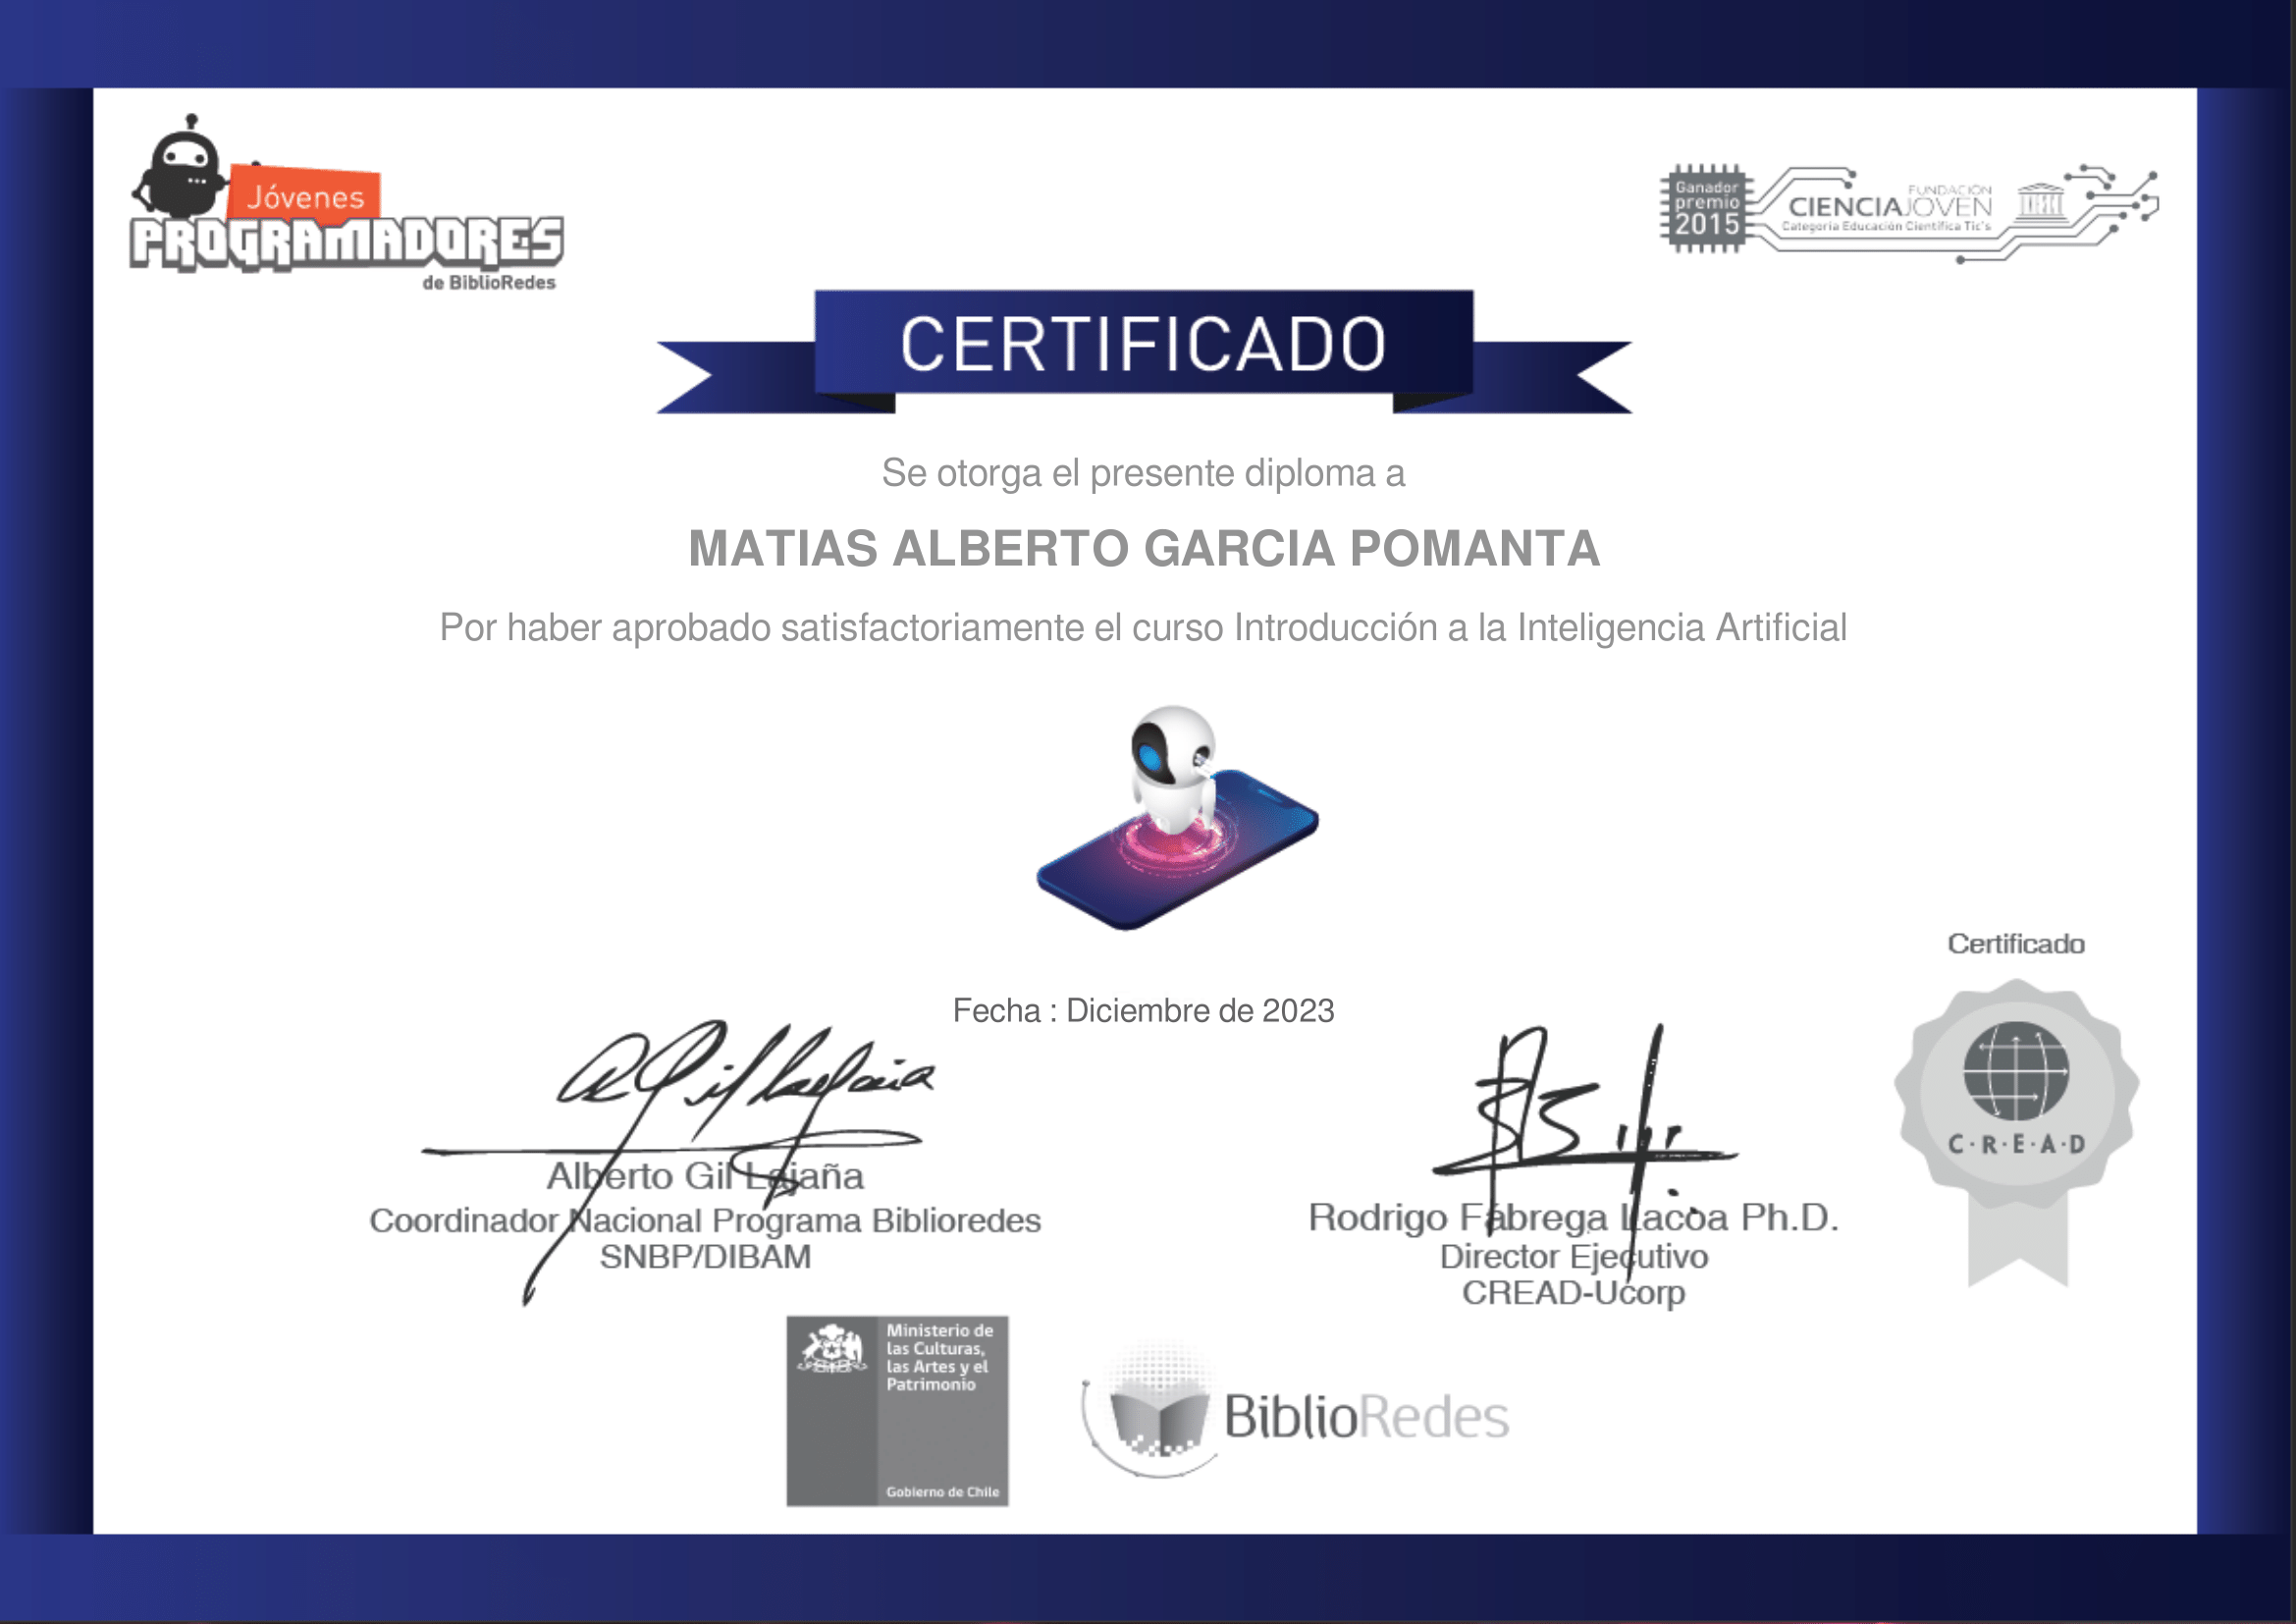 Jóvenes
PROGRAMADORES
de BiblioRedes
Ganador
premio
2015
FUNDACIÓN
CIENCIAJOVEN
Categoría Educación Científica Tic's
UNESCO
CERTIFICADO
Se otorga el presente diploma a
MATIAS ALBERTO GARCIA POMANTA
Por haber aprobado satisfactoriamente el curso Introducción a la Inteligencia Artificial
Fecha : Diciembre de 2023
Alberto Gil Lajaña
Coordinador Nacional Programa Biblioredes
SNBP/DIBAM
Rodrigo Fábrega Llacoa Ph.D.
Director Ejecutivo
CREAD-Ucorp
Certificado
C·R·E·A·D
Ministerio de
las Culturas,
las Artes y el
Patrimonio
Gobierno de Chile
BiblioRedes